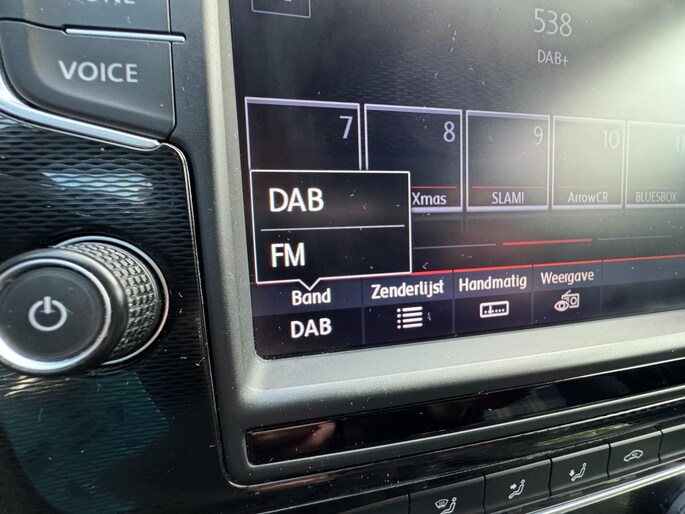 VOICE
538
DAB+
7
8
9
10
Xmas
SLAM!
ArrowCR
BLUESBOX
DAB
FM
Band
Zenderlijst
Handmatig
Weergave
DAB